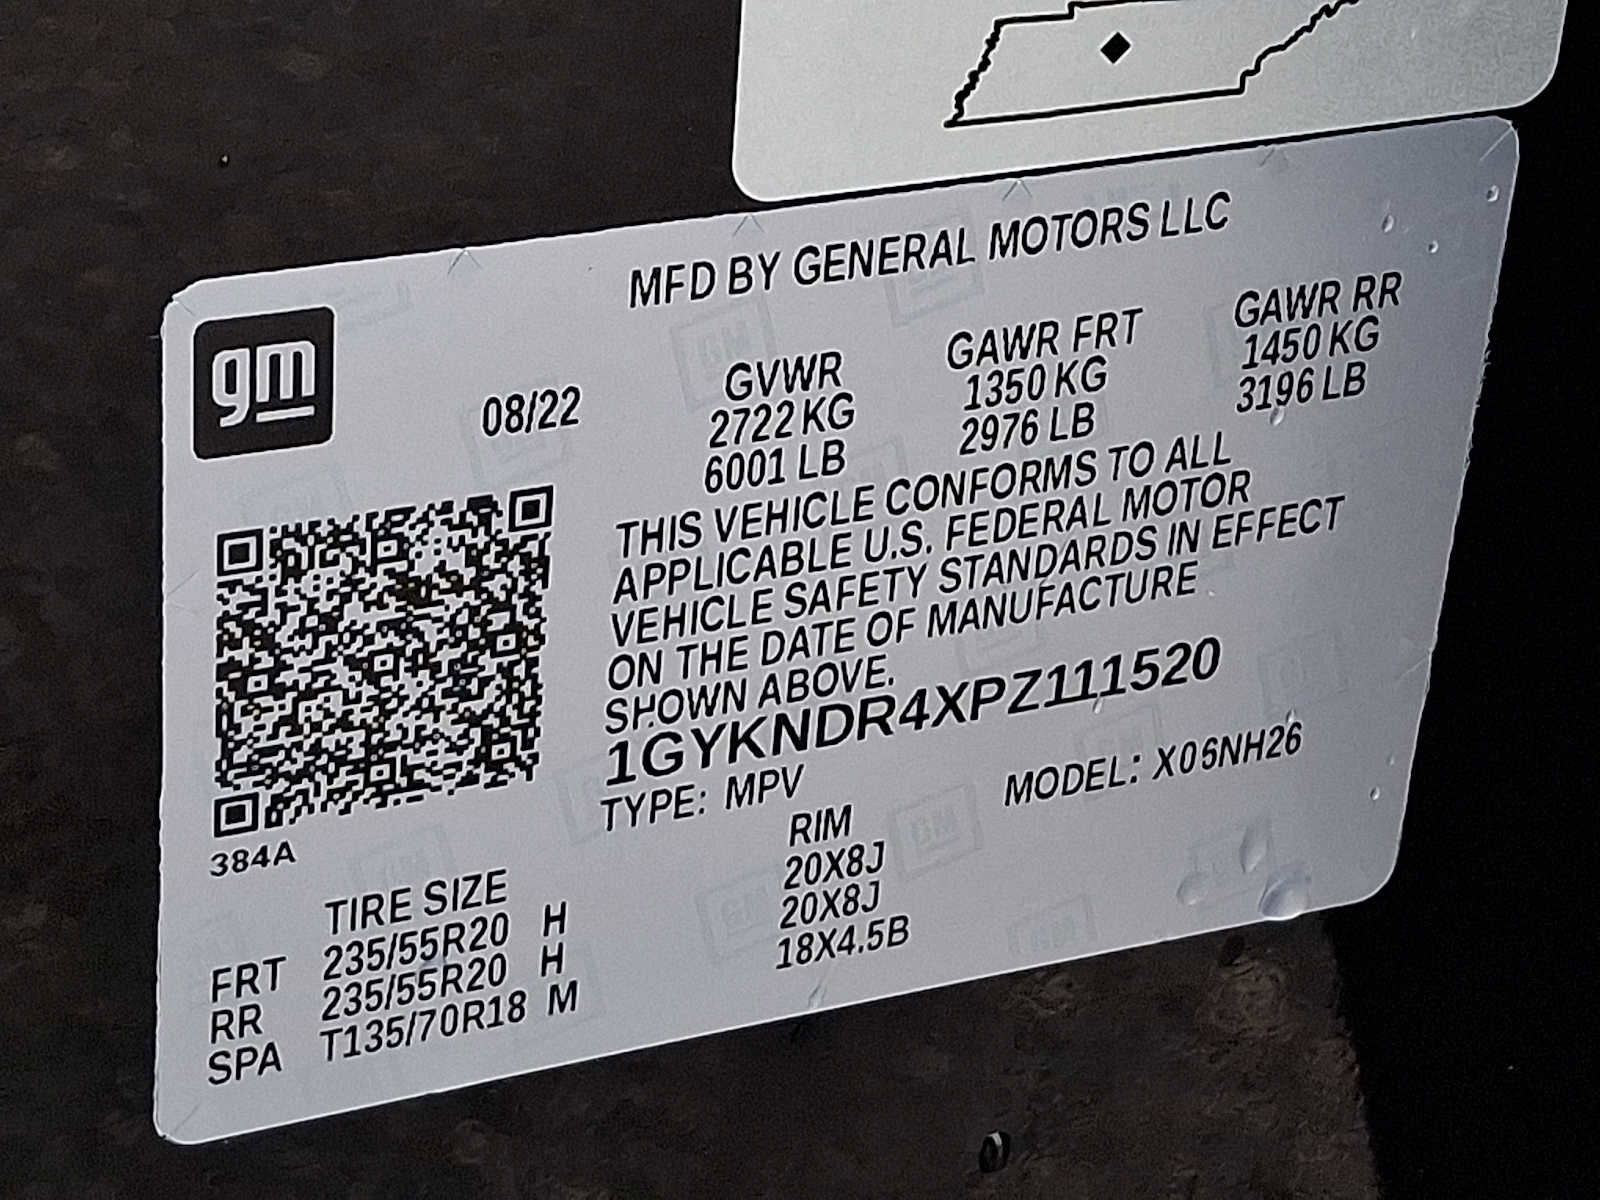 MFD BY GENERAL MOTORS LLC
gm
08/22
GVWR GAWR FRT GAWR RR
2722 KG 1350 KG 1450 KG
6001 LB 2976 LB 3196 LB
THIS VEHICLE CONFORMS TO ALL
APPLICABLE U.S. FEDERAL MOTOR
VEHICLE SAFETY STANDARDS IN EFFECT
ON THE DATE OF MANUFACTURE
SHOWN ABOVE.
1GYKNDR4XPZ111520
TYPE: MPV MODEL: X06NH26
384A
TIRE SIZE RIM
FRT 235/55R20 H 20X8J
RR 235/55R20 H 20X8J
SPA T135/70R18 M 18X4.5B